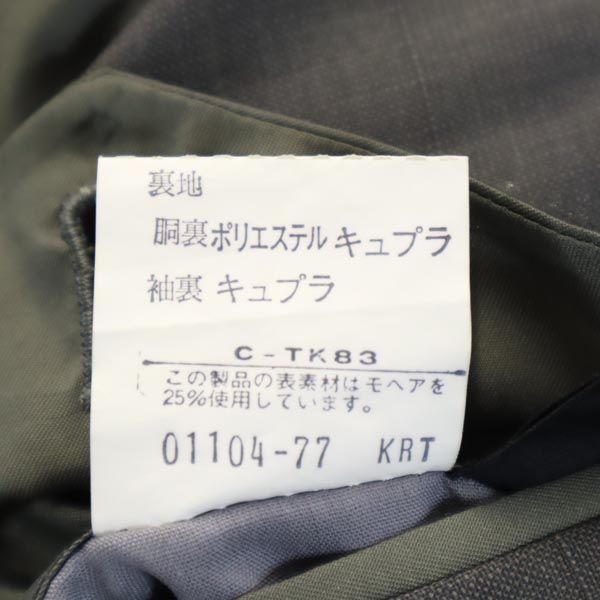 裏地
胴裏ポリエステル キュプラ
袖裏 キュプラ
C-TK83
この製品の表素材はモヘアを
25%使用しています。
01104-77 KRT